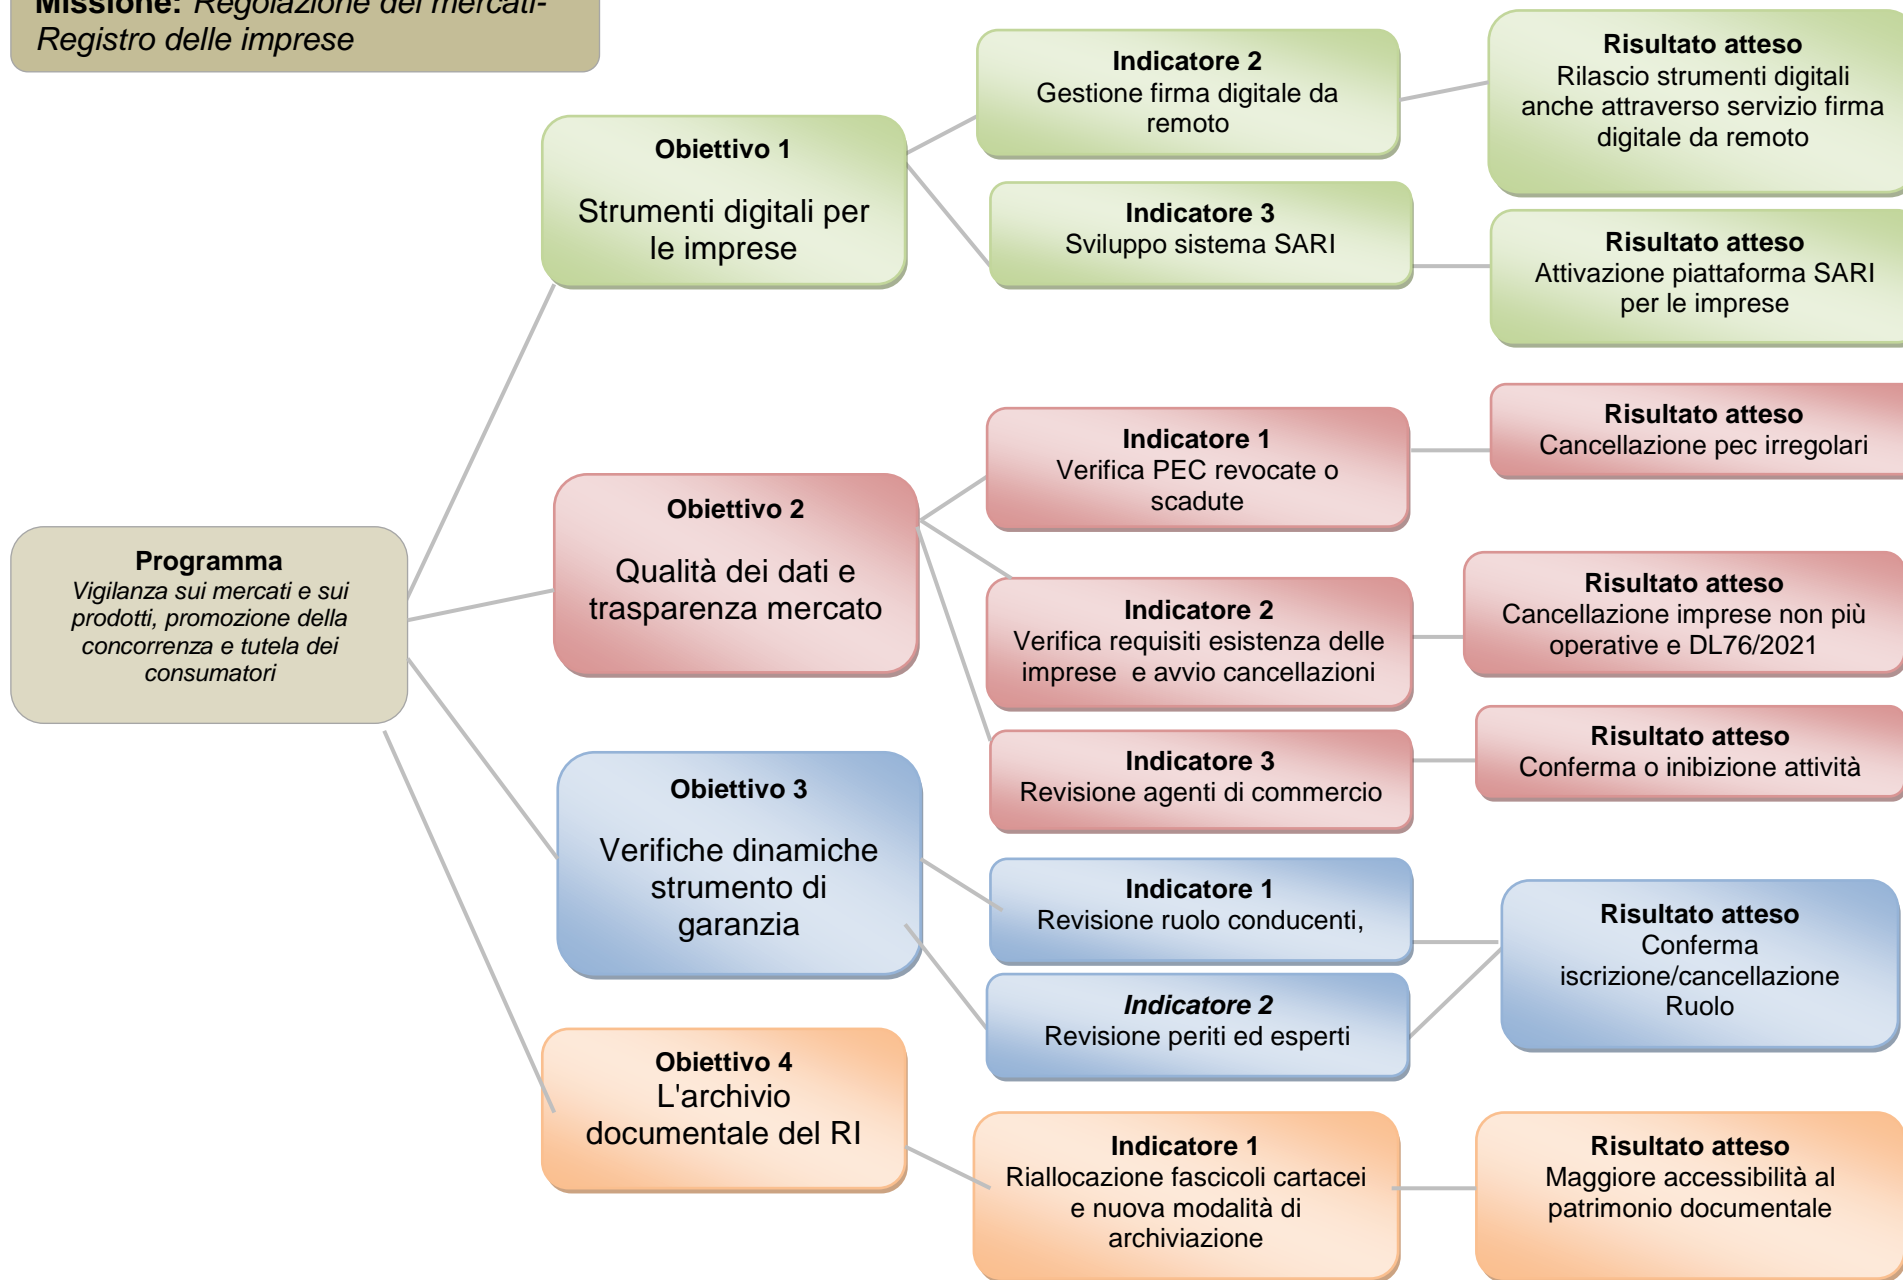 Missione: Regolazione dei mercati-
Registro delle imprese
Programma
Vigilanza sui mercati e sui
prodotti, promozione della
concorrenza e tutela dei
consumatori
Obiettivo 1
Strumenti digitali per
le imprese
Indicatore 2
Gestione firma digitale da
remoto
Risultato atteso
Rilascio strumenti digitali
anche attraverso servizio firma
digitale da remoto
Indicatore 3
Sviluppo sistema SARI
Risultato atteso
Attivazione piattaforma SARI
per le imprese
Obiettivo 2
Qualità dei dati e
trasparenza mercato
Indicatore 1
Verifica PEC revocate o
scadute
Risultato atteso
Cancellazione pec irregolari
Indicatore 2
Verifica requisiti esistenza delle
imprese  e avvio cancellazioni
Risultato atteso
Cancellazione imprese non più
operative e DL76/2021
Indicatore 3
Revisione agenti di commercio
Risultato atteso
Conferma o inibizione attività
Obiettivo 3
Verifiche dinamiche
strumento di
garanzia
Indicatore 1
Revisione ruolo conducenti,
Indicatore 2
Revisione periti ed esperti
Risultato atteso
Conferma
iscrizione/cancellazione
Ruolo
Obiettivo 4
L'archivio
documentale del RI
Indicatore 1
Riallocazione fascicoli cartacei
e nuova modalità di
archiviazione
Risultato atteso
Maggiore accessibilità al
patrimonio documentale